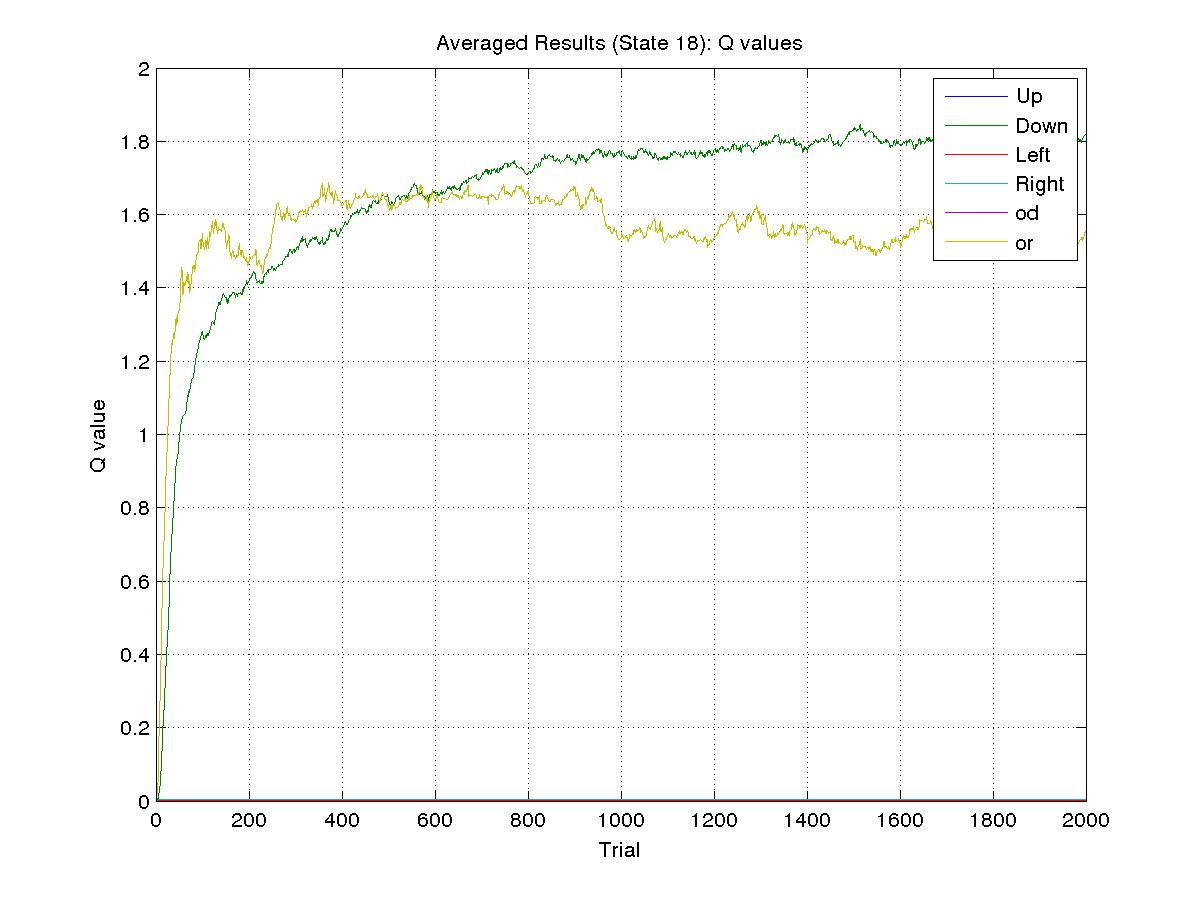 Averaged Results (State 18): Q values
2
1.8
1.6
1.4
1.2
1
0.8
0.6
0.4
0.2
0
Q value
Up
Down
Left
Right
od
or
0 200 400 600 800 1000 1200 1400 1600 1800 2000
Trial